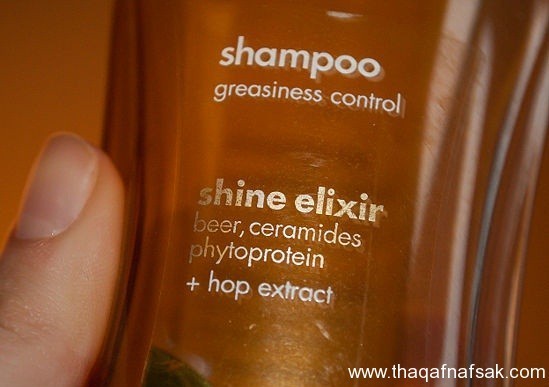 shampoo
greasiness control
shine elixir
beer, ceramides
phytoprotein
+ hop extract
www.thaqafnafsak.com